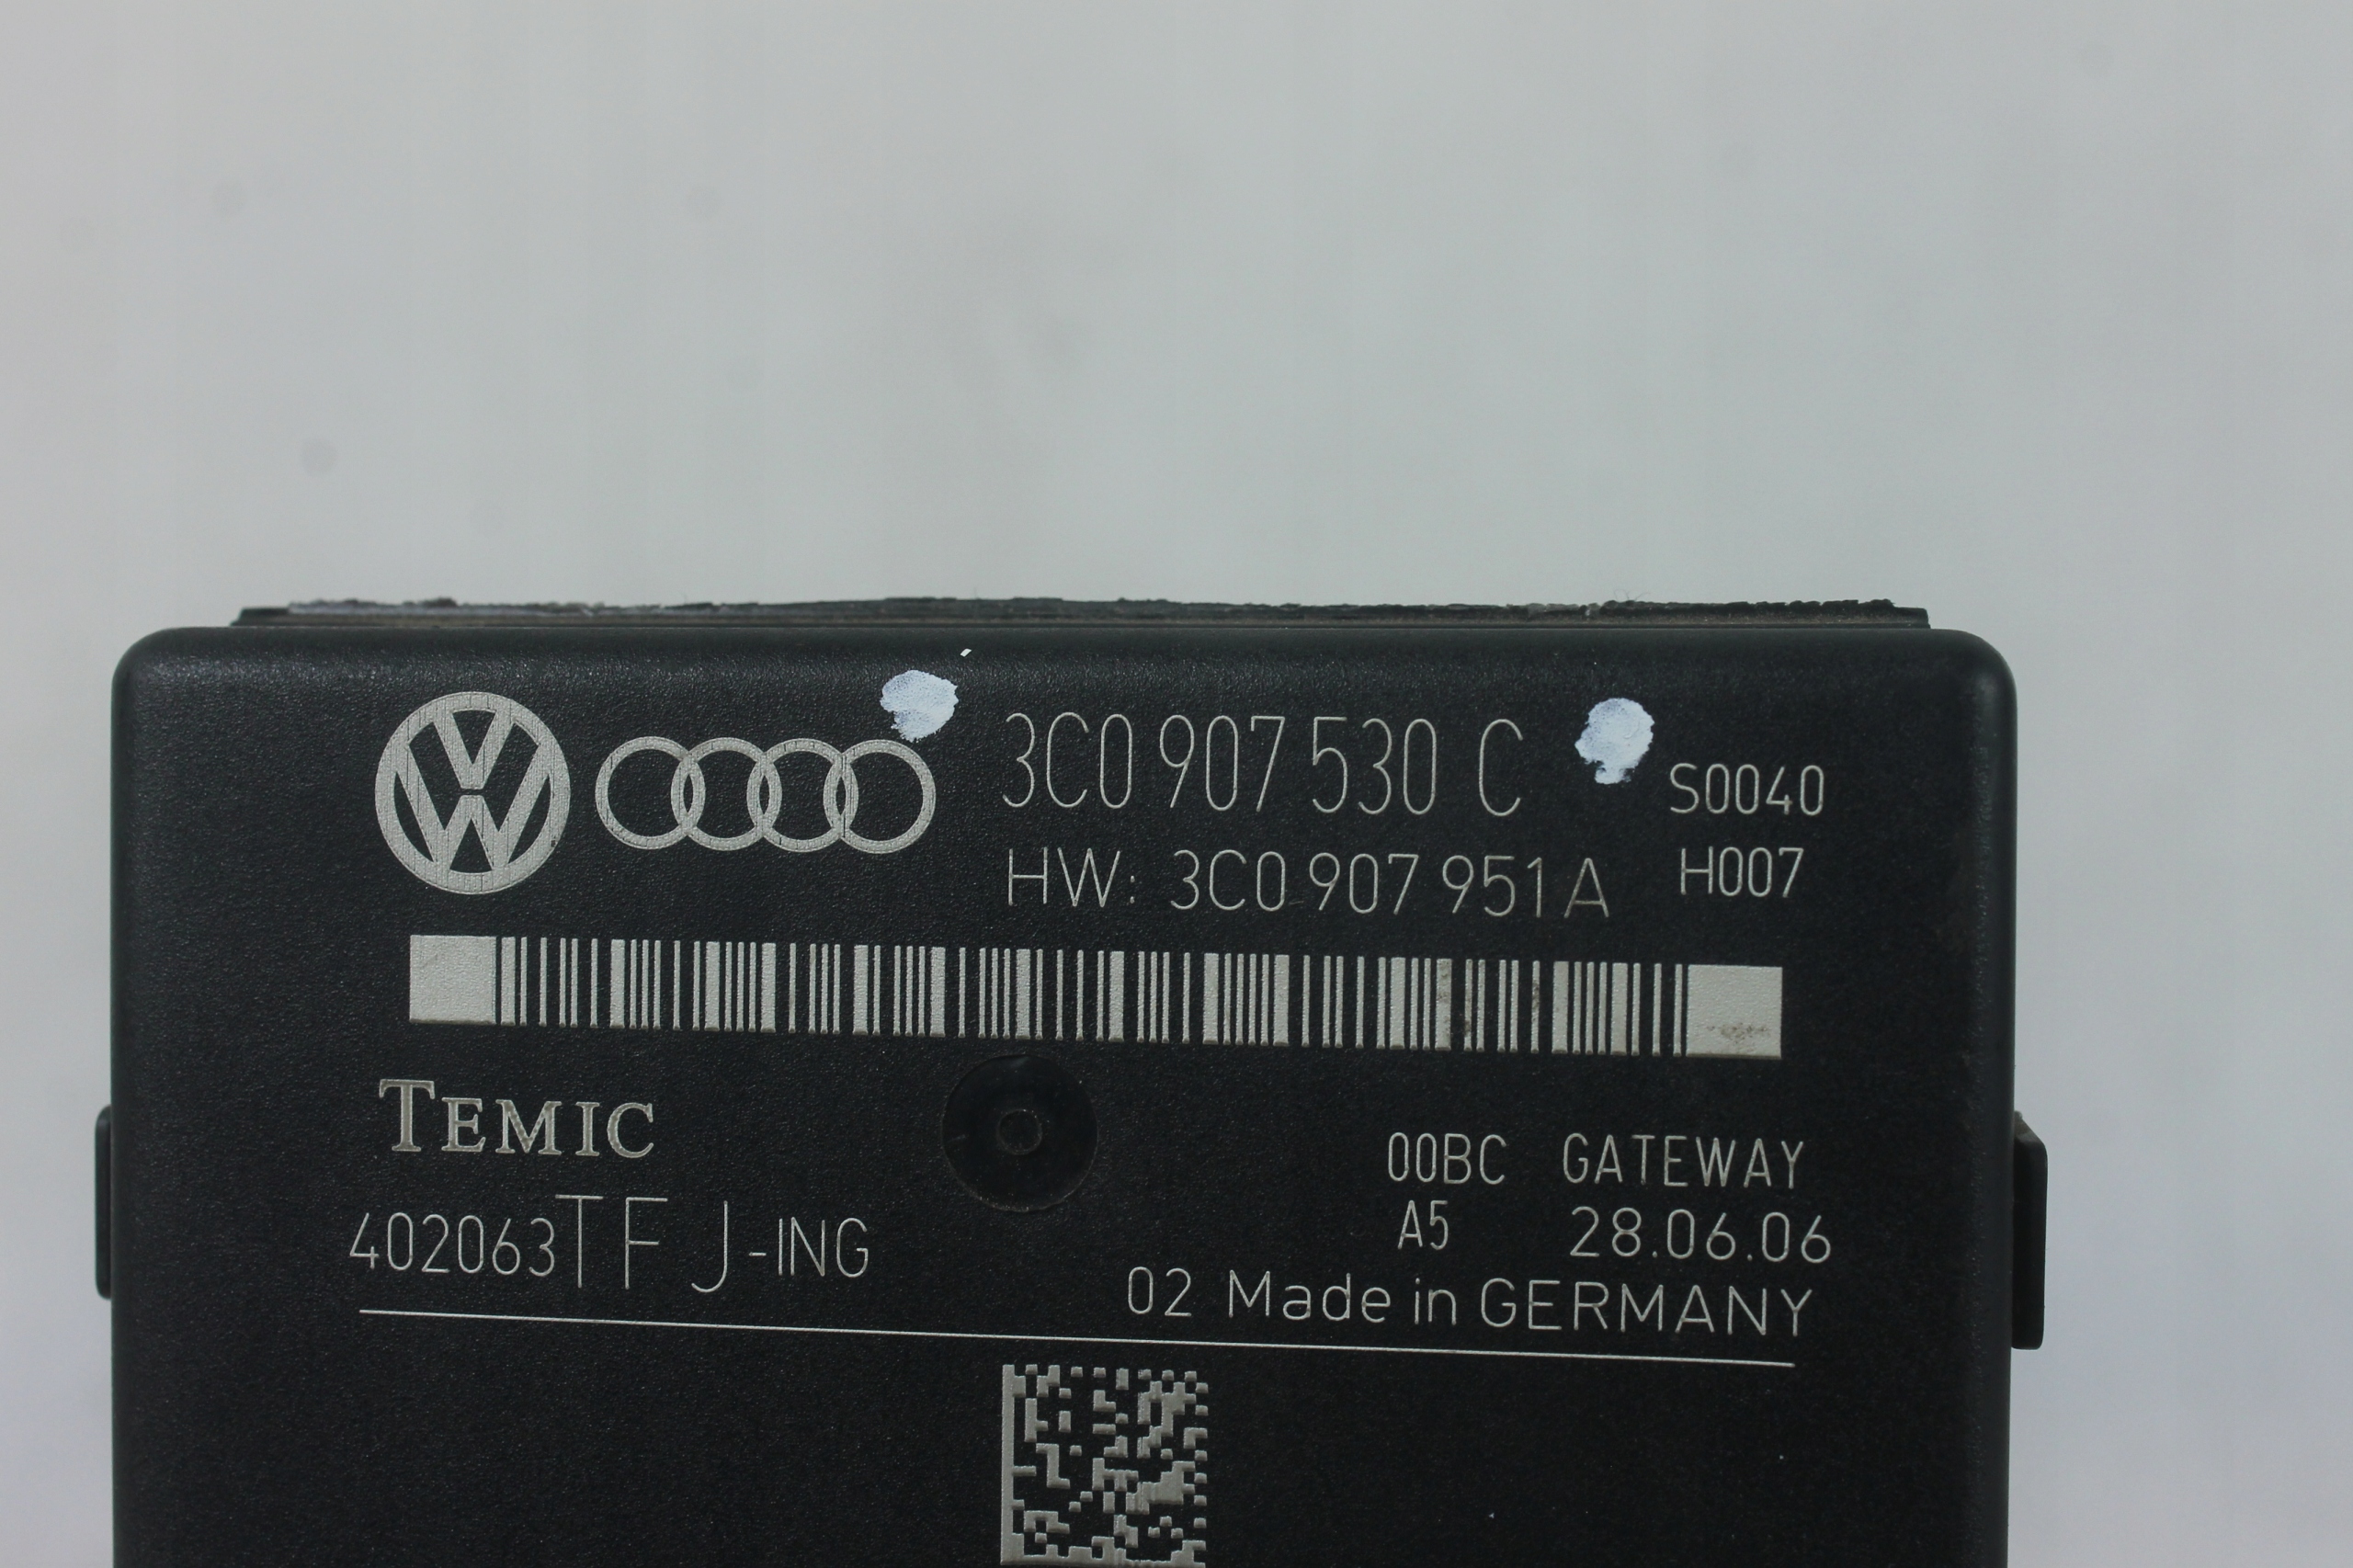 3C0 907 530 C S0040
HW: 3C0 907 951 A H007
TEMIC
00BC GATEWAY
402063TFJ-ING
A5 28.06.06
02 Made in GERMANY